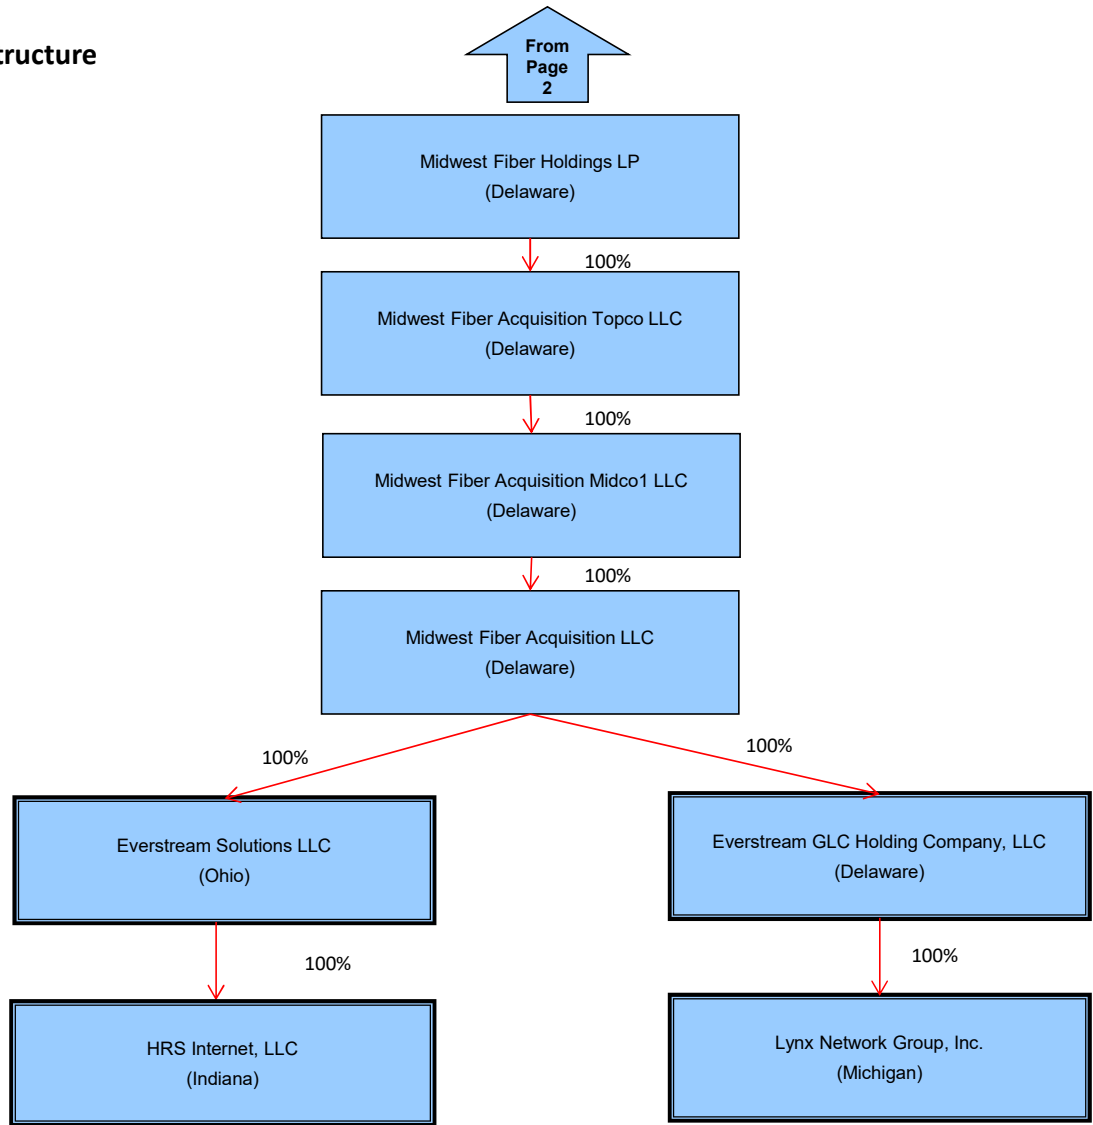 tructure
From
Page
2
Midwest Fiber Holdings LP
(Delaware)
100%
Midwest Fiber Acquisition Topco LLC
(Delaware)
100%
Midwest Fiber Acquisition Midco1 LLC
(Delaware)
100%
Midwest Fiber Acquisition LLC
(Delaware)
100%
100%
Everstream Solutions LLC
(Ohio)
Everstream GLC Holding Company, LLC
(Delaware)
100%
100%
HRS Internet, LLC
(Indiana)
Lynx Network Group, Inc.
(Michigan)